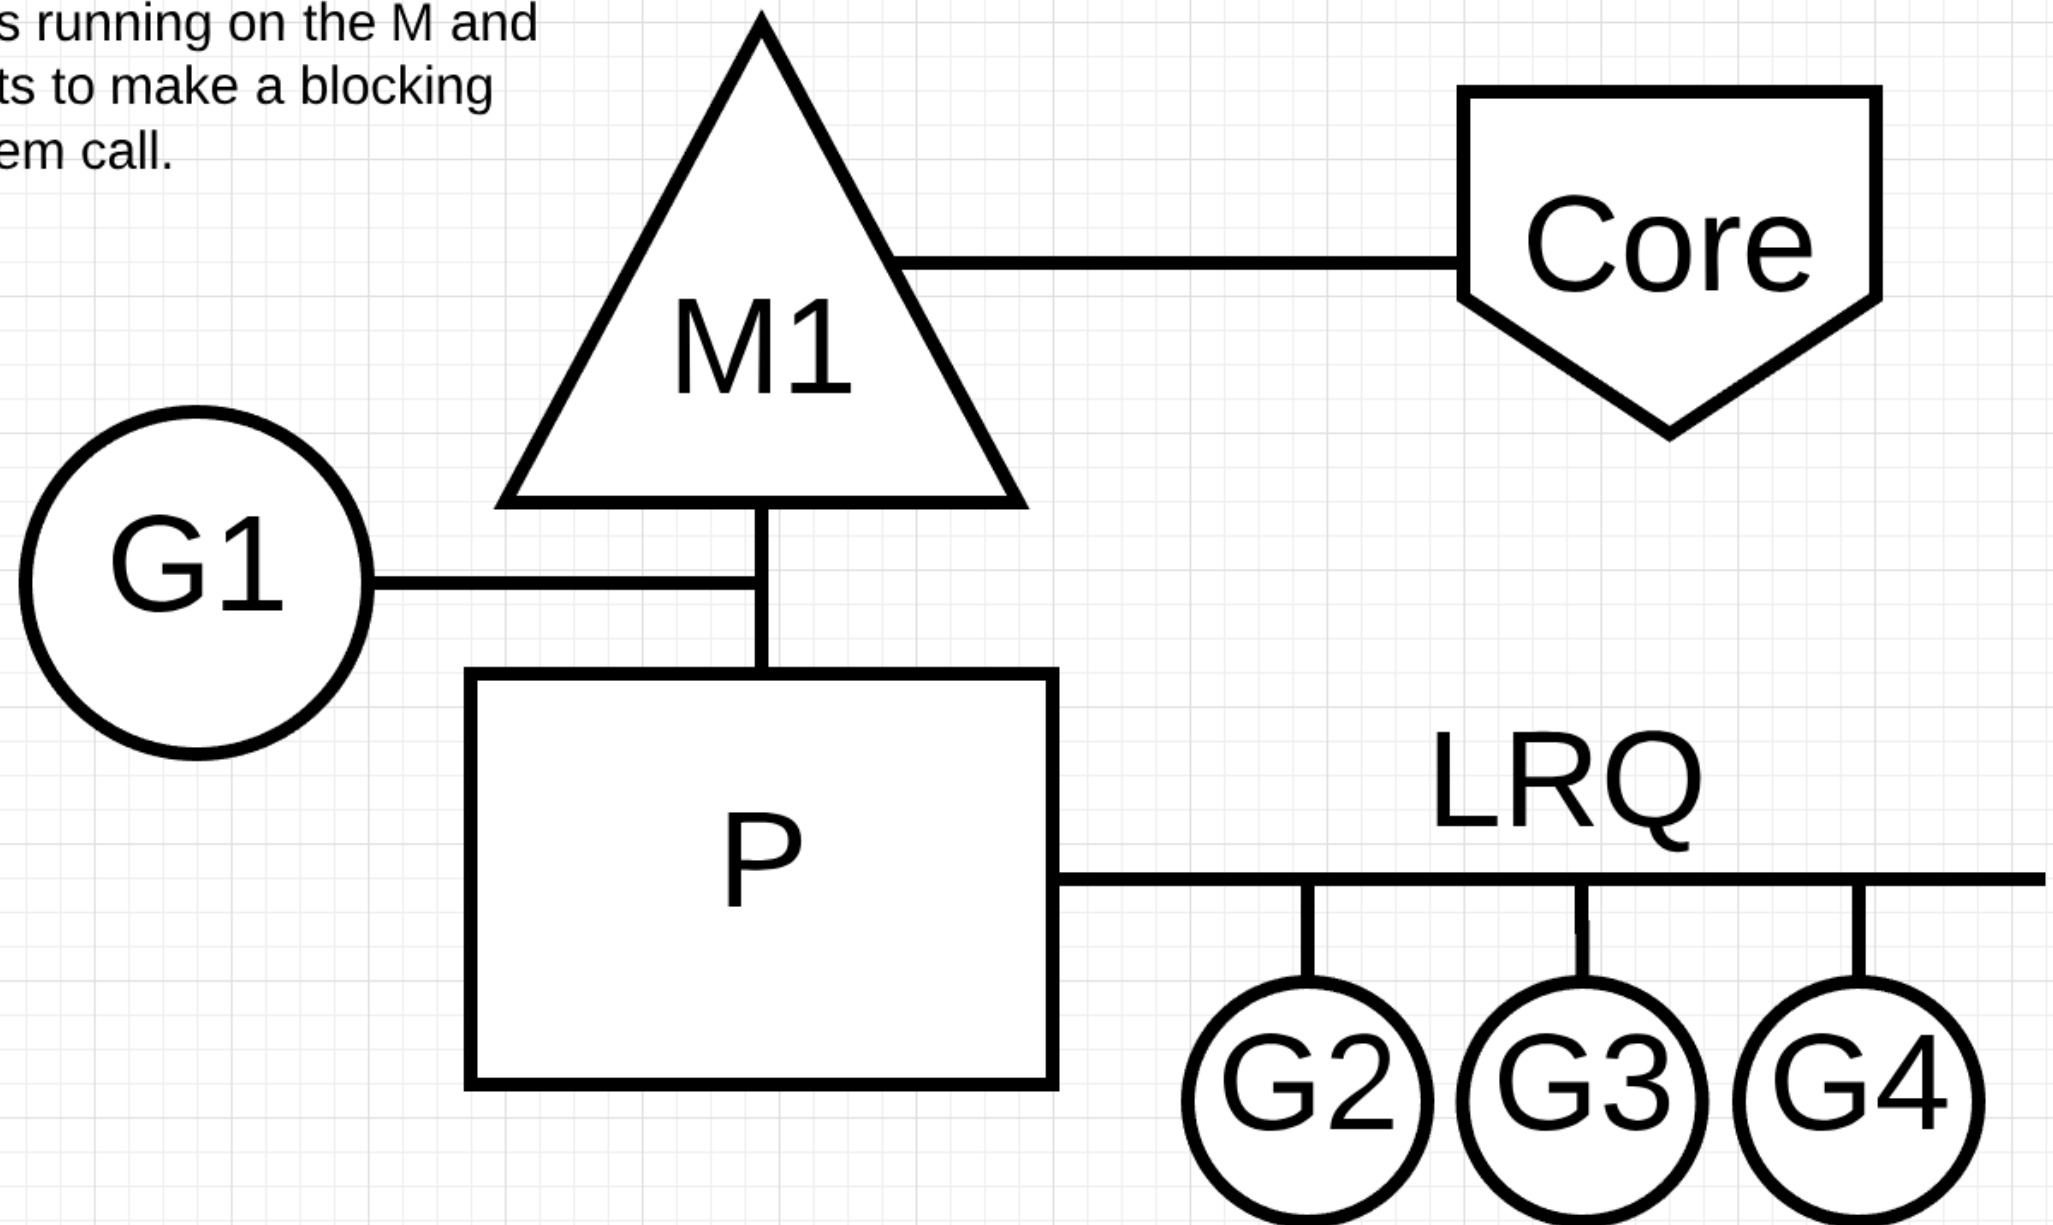 s running on the M and
ts to make a blocking
em call.
Core
M1
G1
LRQ
P
G2 G3 G4